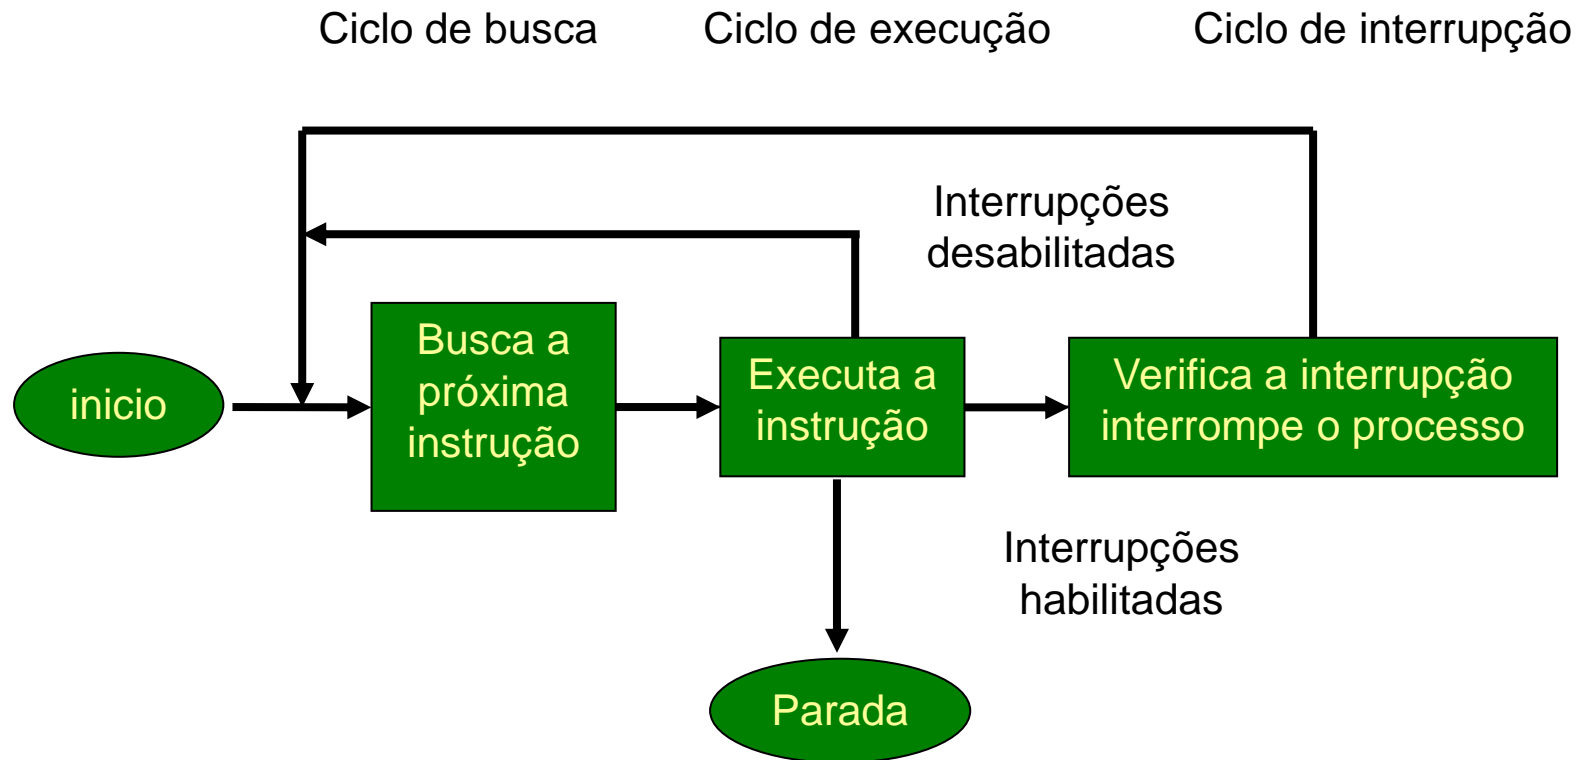 Ciclo de busca
Ciclo de execução
Ciclo de interrupção
Interrupções
desabilitadas
inicio
Busca a
próxima
instrução
Executa a
instrução
Verifica a interrupção
interrompe o processo
Interrupções
habilitadas
Parada